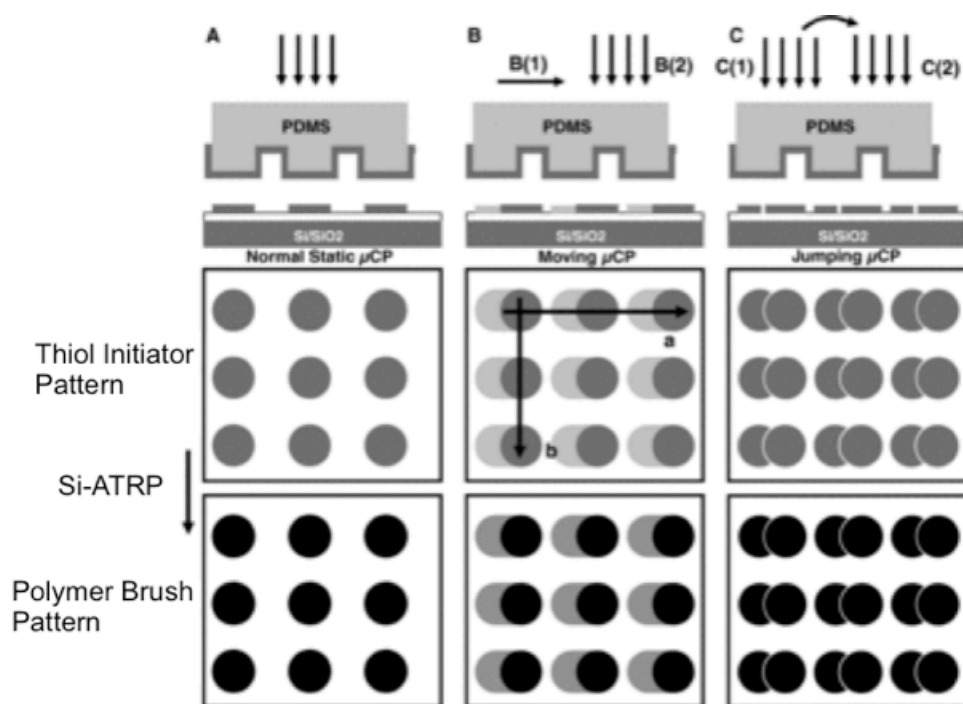 A
B
C
B(1)
B(2)
C(1)
C(2)
PDMS
PDMS
PDMS
Si/SiO2
Si/SiO2
Si/SiO2
Normal Static µCP
Moving µCP
Jumping µCP
Thiol Initiator
Pattern
a
b
Si-ATRP
Polymer Brush
Pattern